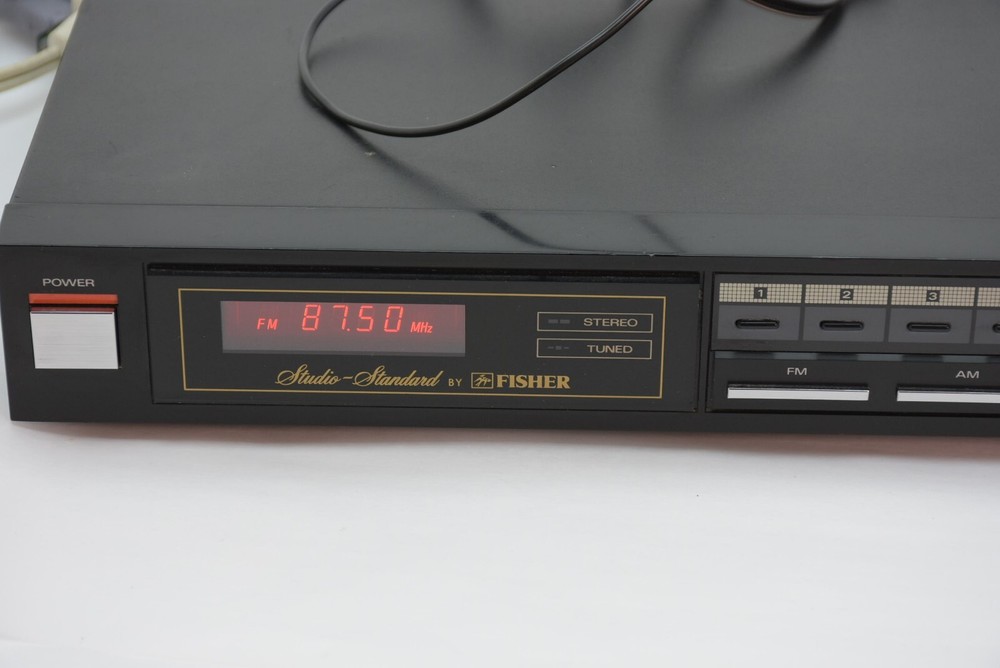 POWER
FM 87.50 MHz
STEREO
TUNED
Studio-Standard BY FISHER
1 2 3
FM AM